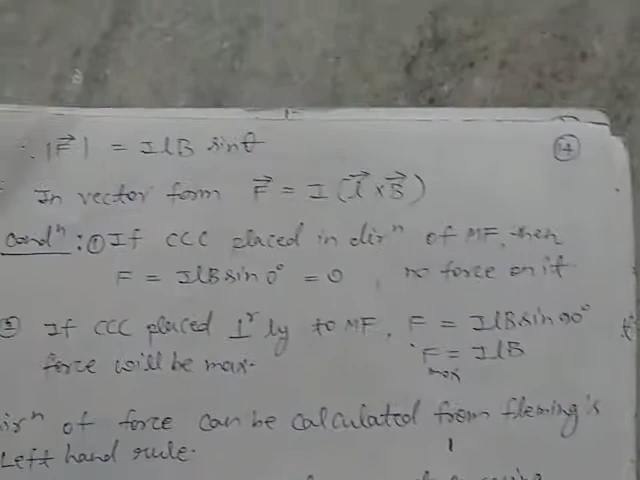 ∴ |F⃗| = IlB sinθ (14)
In vector form F⃗ = I(l⃗ × B⃗)
Condⁿ : ① If CCC placed in dirⁿ of MF, then
F = IlB sin 0° = 0 , no force on it
② If CCC placed ⊥ʳ ly to MF, F = IlB sin 90°
force will be max. F max = IlB
irⁿ of force can be calculated from fleming's
Left hand rule.